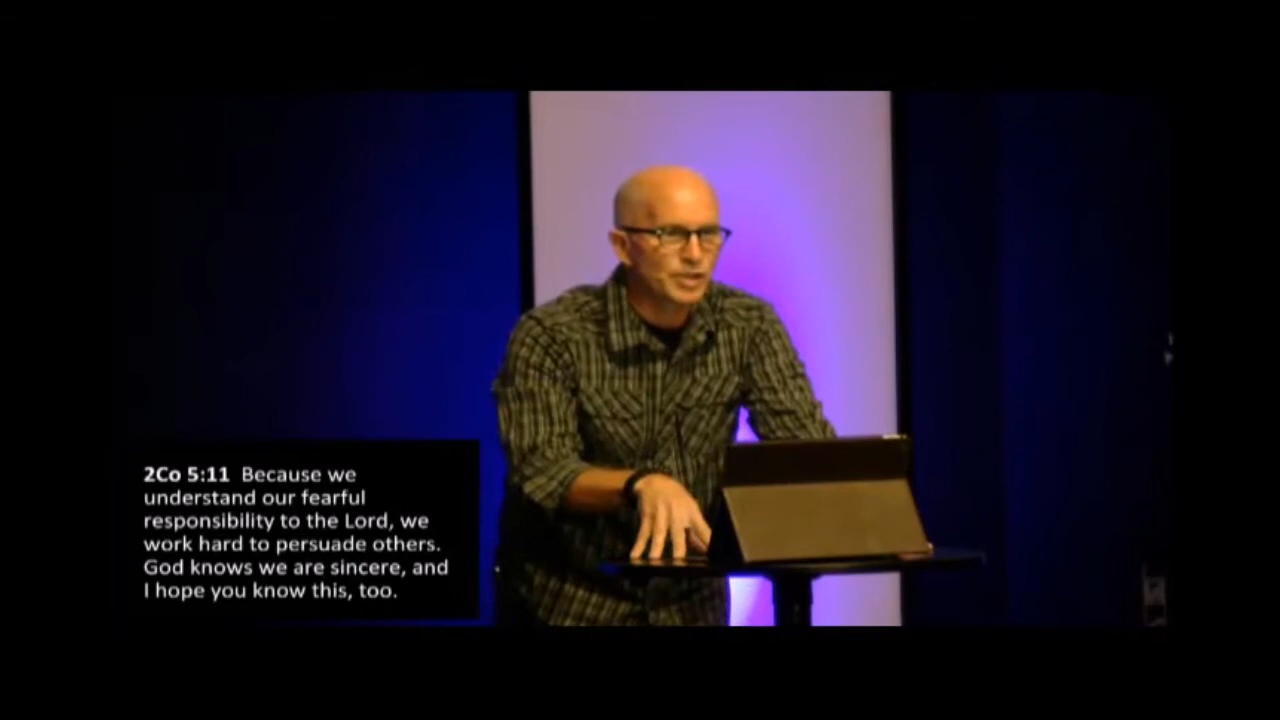 2Co 5:11 Because we
understand our fearful
responsibility to the Lord, we
work hard to persuade others.
God knows we are sincere, and
I hope you know this, too.